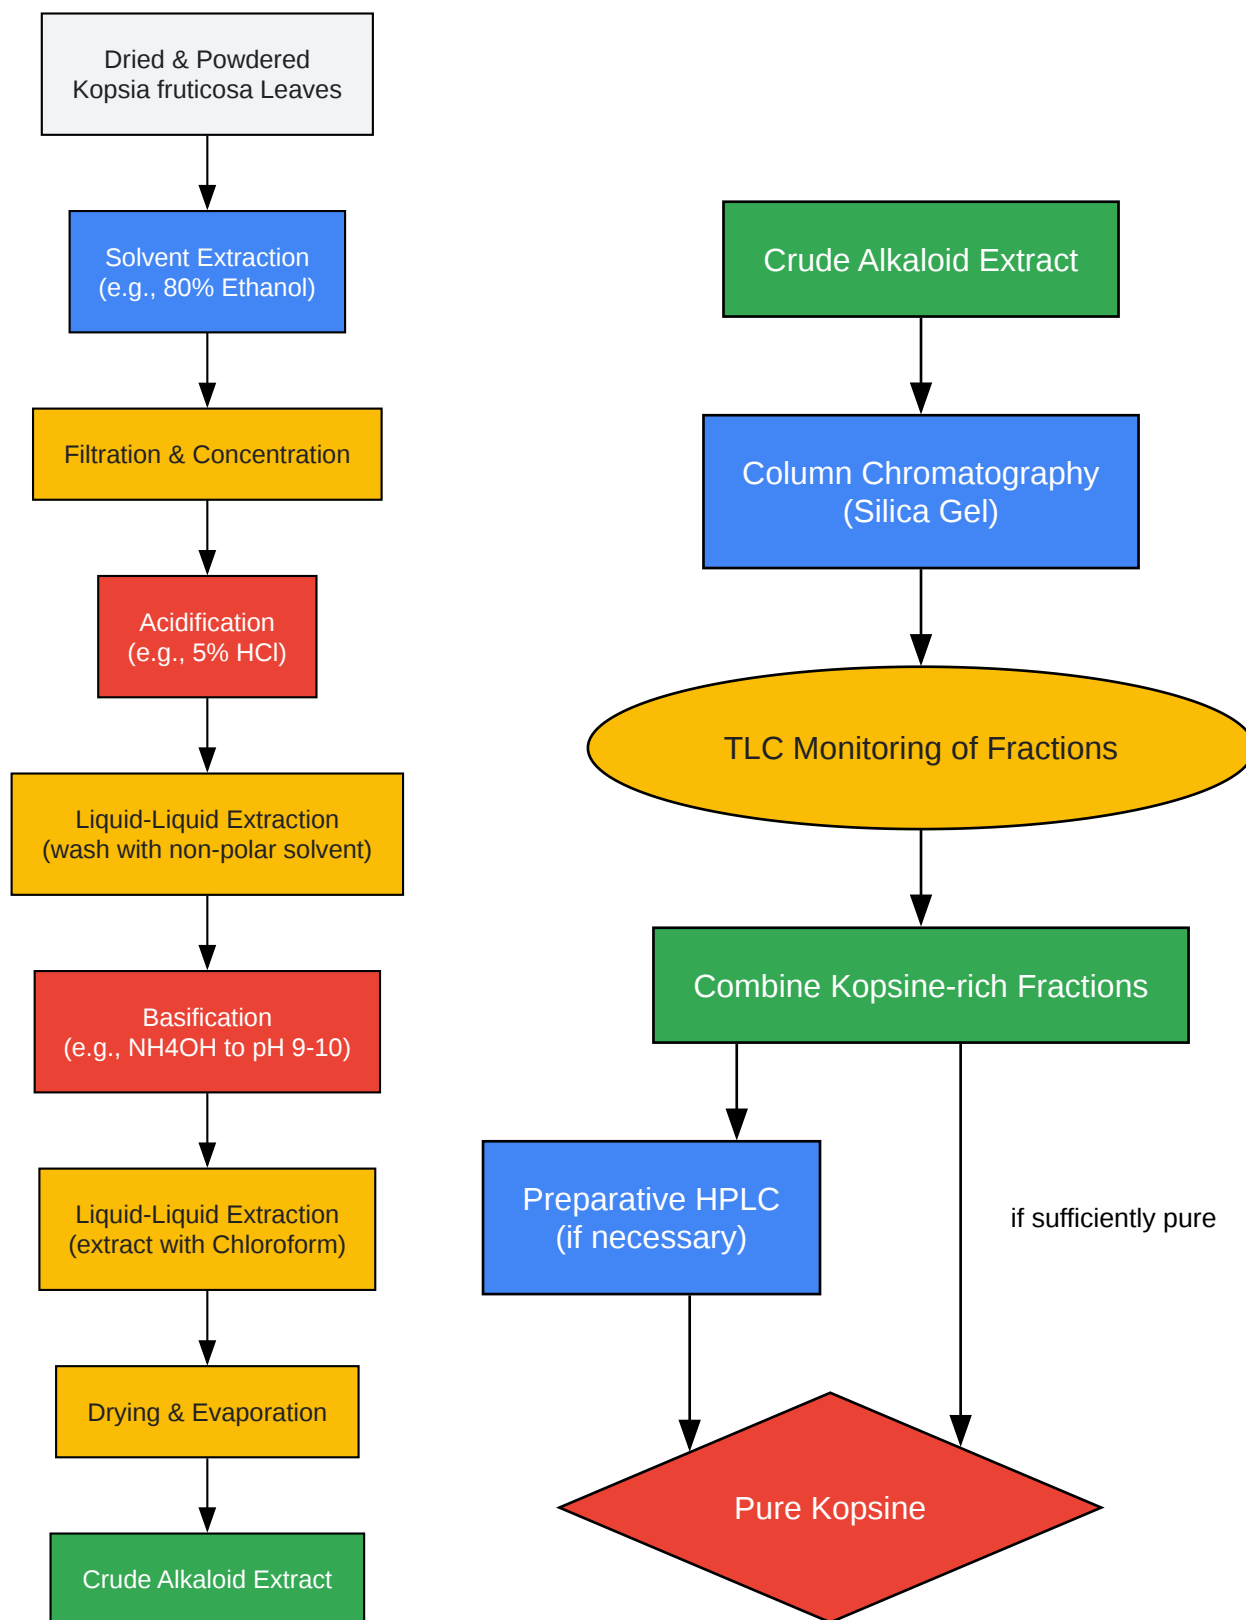 Dried & Powdered
Kopsia fruticosa Leaves
Solvent Extraction
(e.g., 80% Ethanol)
Filtration & Concentration
Acidification
(e.g., 5% HCl)
Liquid-Liquid Extraction
(wash with non-polar solvent)
Basification
(e.g., NH4OH to pH 9-10)
Liquid-Liquid Extraction
(extract with Chloroform)
Drying & Evaporation
Crude Alkaloid Extract
Crude Alkaloid Extract
Column Chromatography
(Silica Gel)
TLC Monitoring of Fractions
Combine Kopsine-rich Fractions
Preparative HPLC
(if necessary)
if sufficiently pure
Pure Kopsine